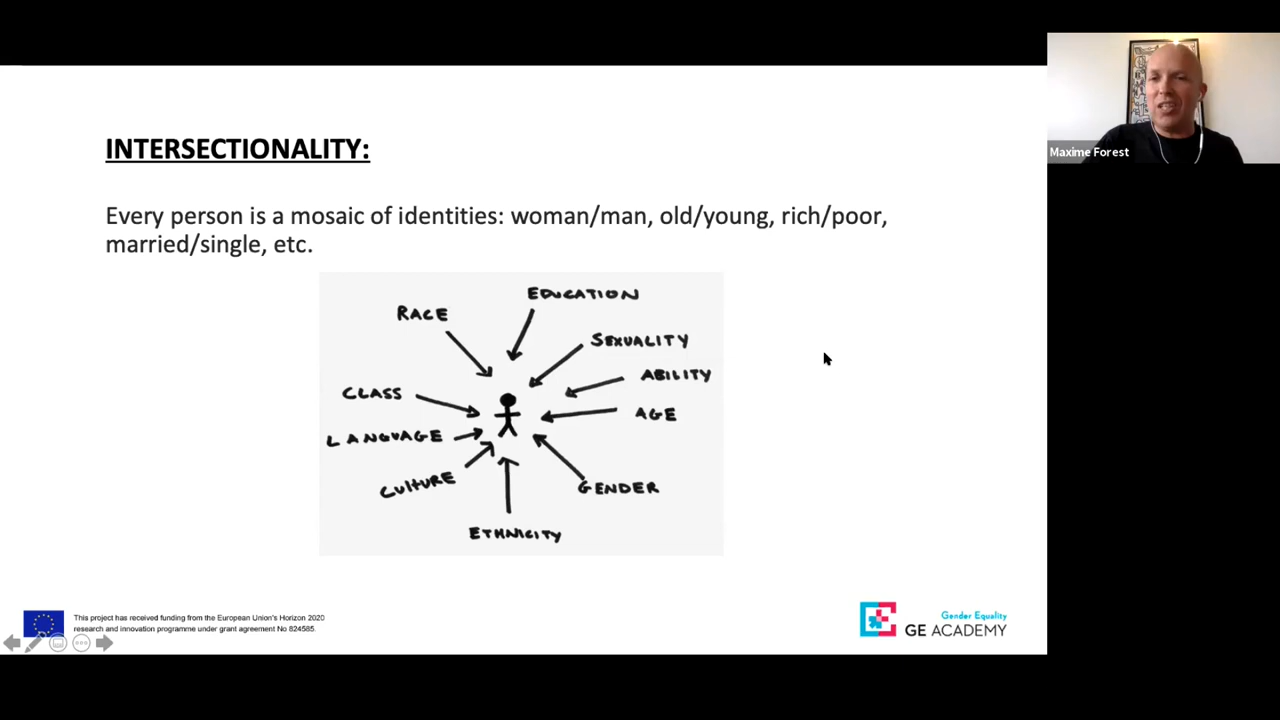 INTERSECTIONALITY:
Every person is a mosaic of identities: woman/man, old/young, rich/poor,
married/single, etc.
EDUCATION
RACE
SEXUALITY
ABILITY
CLASS
AGE
LANGUAGE
CULTURE
GENDER
ETHNICITY
This project has received funding from the European Union's Horizon 2020
research and innovation programme under grant agreement No 824585.
Gender Equality
GE ACADEMY
Maxime Forest